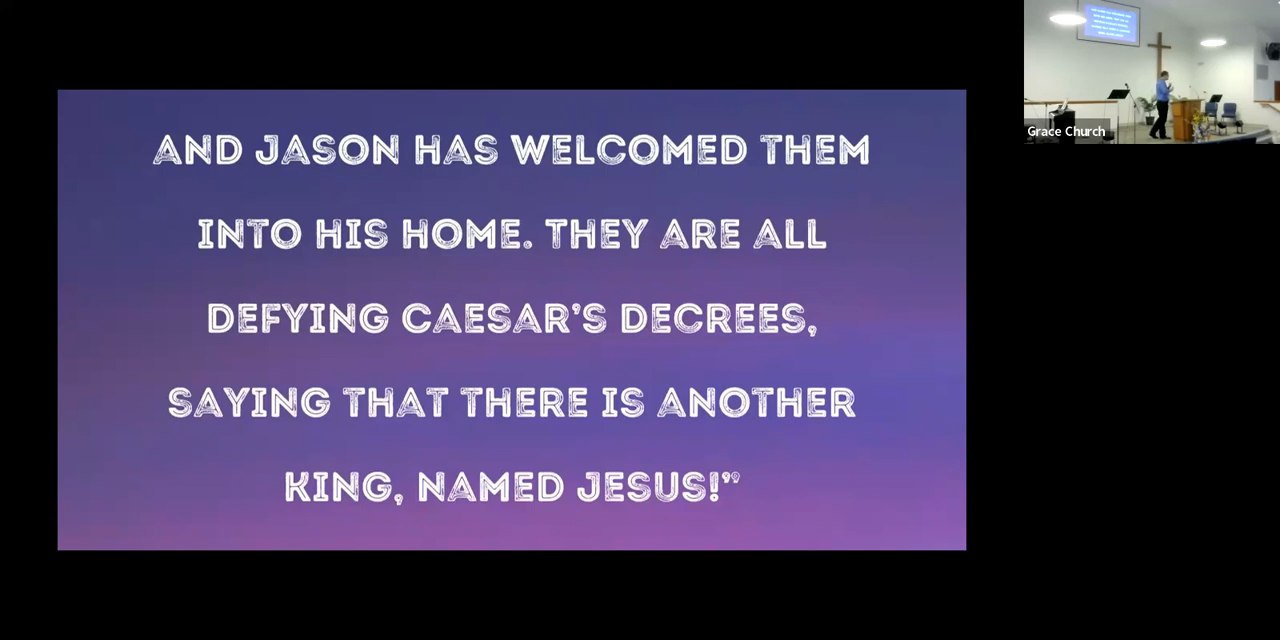 AND JASON HAS WELCOMED THEM
INTO HIS HOME. THEY ARE ALL
DEFYING CAESAR'S DECREES,
SAYING THAT THERE IS ANOTHER
KING, NAMED JESUS!”
Grace Church